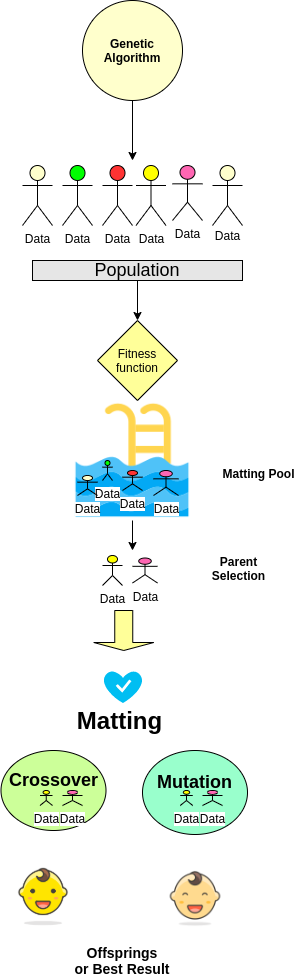 Genetic
Algorithm
Data Data Data Data Data Data
Population
Fitness
function
Matting Pool
Data
Data Data Data
Parent
Selection
Data Data
Matting
Crossover
DataData
Mutation
DataData
Offsprings
or Best Result